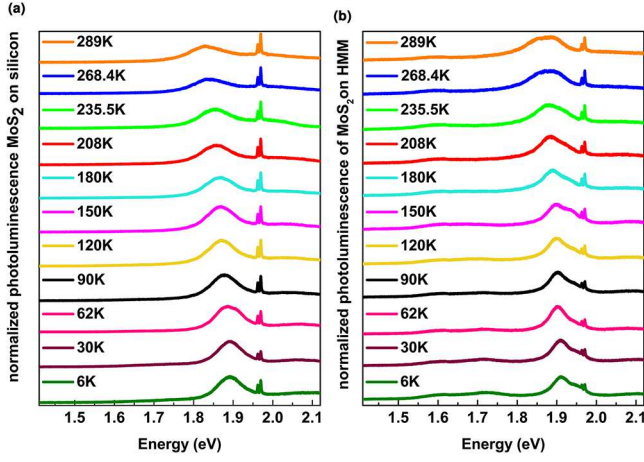 (a)
normalized photoluminescence MoS2 on silicon
289K
268.4K
235.5K
208K
180K
150K
120K
90K
62K
30K
6K
1.5 1.6 1.7 1.8 1.9 2.0 2.1
Energy (eV)
(b)
normalized photoluminescence of MoS2 on HMM
289K
268.4K
235.5K
208K
180K
150K
120K
90K
62K
30K
6K
1.5 1.6 1.7 1.8 1.9 2.0 2.1
Energy (eV)